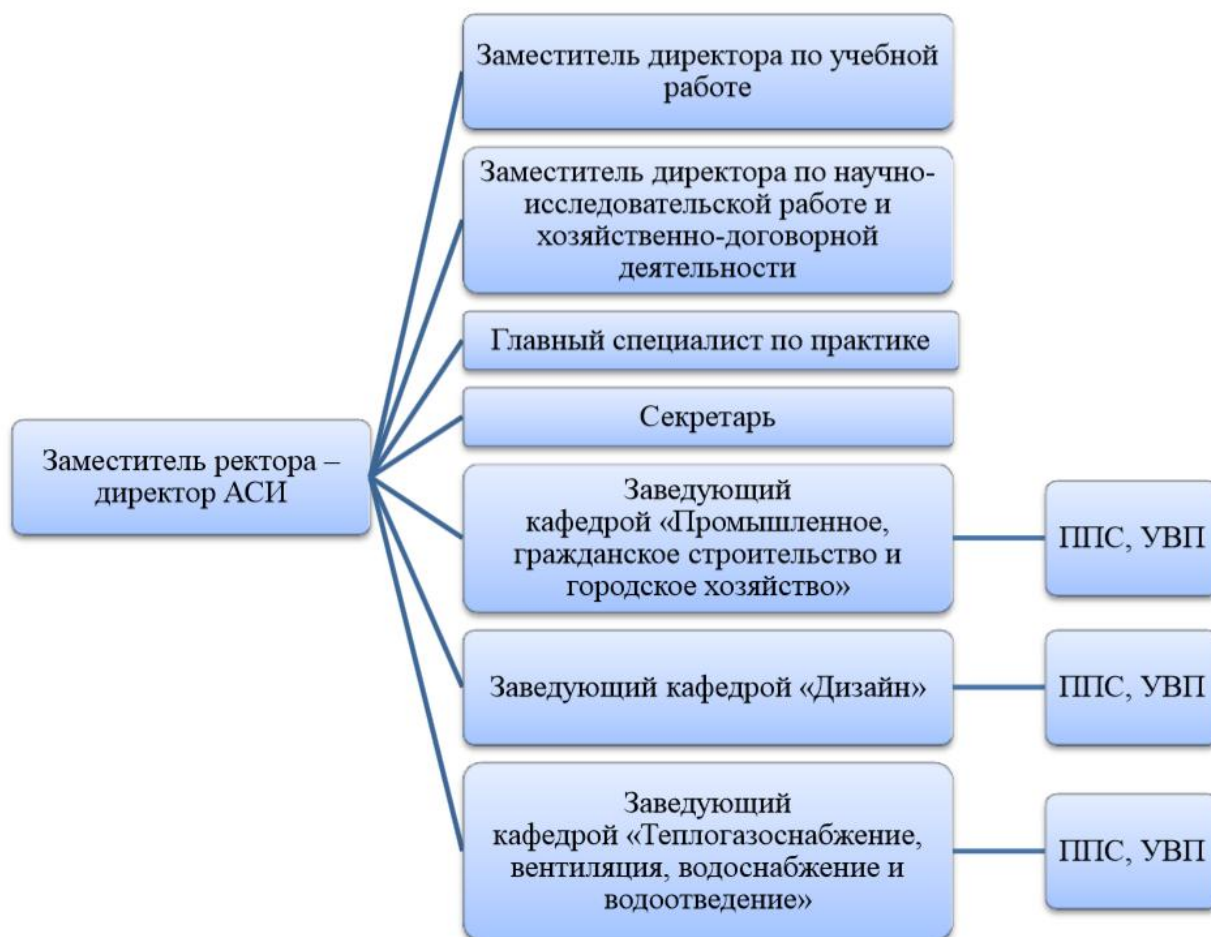 Заместитель директора по учебной
работе
Заместитель директора по научно-
исследовательской работе и
хозяйственно-договорной
деятельности
Главный специалист по практике
Секретарь
Заместитель ректора –
директор АСИ
Заведующий
кафедрой «Промышленное,
гражданское строительство и
городское хозяйство»
ППС, УВП
Заведующий кафедрой «Дизайн»
ППС, УВП
Заведующий
кафедрой «Теплогазоснабжение,
вентиляция, водоснабжение и
водоотведение»
ППС, УВП